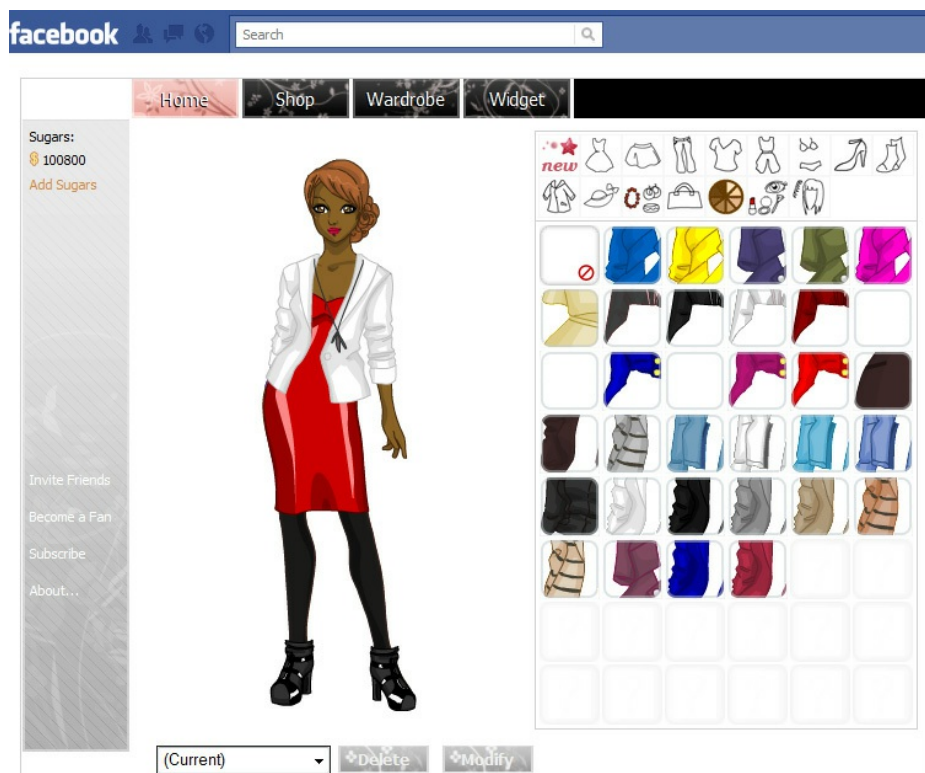 facebook
Search
Home
Shop
Wardrobe
Widget
Sugars:
100800
Add Sugars
new
Invite Friends
Become a Fan
Subscribe
About...
(Current)
Delete
Modify